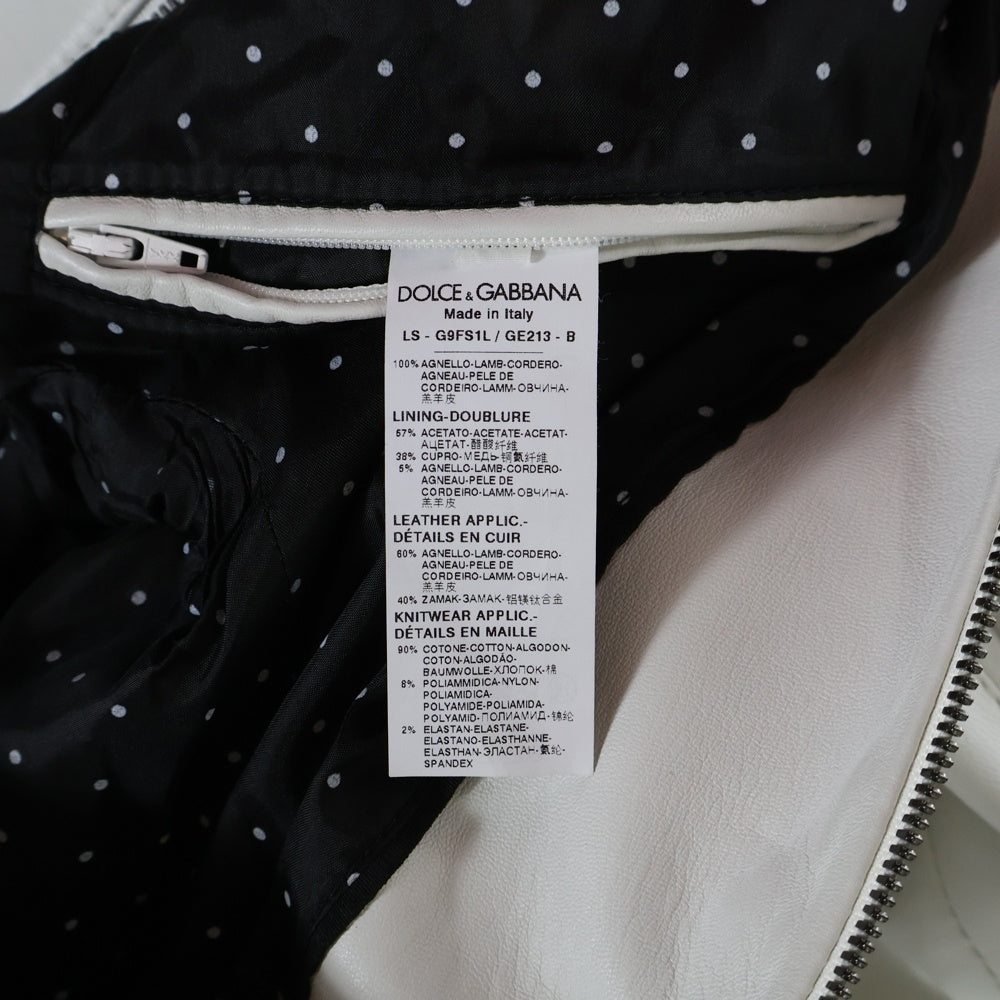 DOLCE & GABBANA
Made in Italy
LS - G9FS1L / GE213 - B
100% AGNELLO-LAMB-CORDERO-
AGNEAU-PELE DE
CORDEIRO-LAMM-ОВЧИНА-
羔羊皮
LINING-DOUBLURE
57% ACETATO-ACETATE-ACETAT-
АЦЕТАТ-醋酸纤维
38% CUPRO-МЕДЬ-铜氨纤维
5% AGNELLO-LAMB-CORDERO-
AGNEAU-PELE DE
CORDEIRO-LAMM-ОВЧИНА-
羔羊皮
LEATHER APPLIC.-
DÉTAILS EN CUIR
60% AGNELLO-LAMB-CORDERO-
AGNEAU-PELE DE
CORDEIRO-LAMM-ОВЧИНА-
羔羊皮
40% ZAMAK-ЗАМАК-铝镁钛合金
KNITWEAR APPLIC.-
DÉTAILS EN MAILLE
90% COTONE-COTTON-ALGODON-
COTON-ALGODÃO-
BAUMWOLLE-ХЛОПОК-棉
8% POLIAMMIDICA-NYLON-
POLIAMIDICA-
POLYAMIDE-POLIAMIDA-
POLYAMID-ПОЛИАМИД-锦纶
2% ELASTAN-ELASTANE-
ELASTANO-ELASTHANNE-
ELASTHAN-ЭЛАСТАН-氨纶-
SPANDEX